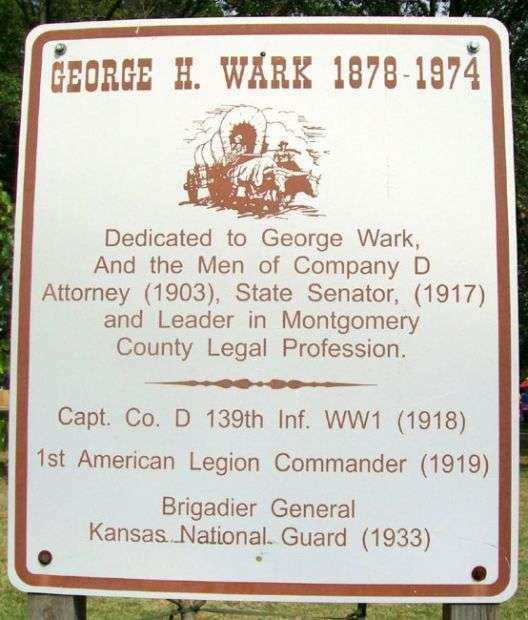 GEORGE H. WARK 1878-1974
Dedicated to George Wark,
And the Men of Company D
Attorney (1903), State Senator, (1917)
and Leader in Montgomery
County Legal Profession.
Capt. Co. D 139th Inf. WW1 (1918)
1st American Legion Commander (1919)
Brigadier General
Kansas National Guard (1933)